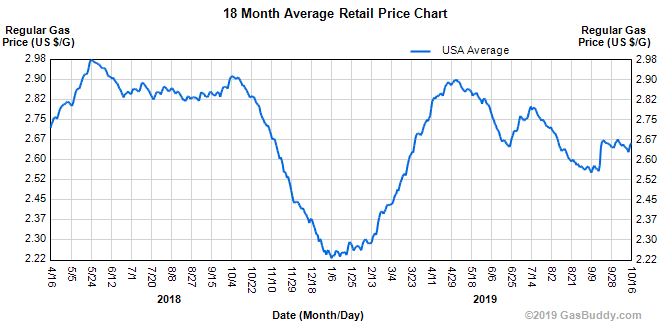 18 Month Average Retail Price Chart
Regular Gas
Price (US $/G)
Regular Gas
Price (US $/G)
USA Average
2.98 2.98
2.90 2.90
2.82 2.82
2.75 2.75
2.67 2.67
2.60 2.60
2.52 2.52
2.45 2.45
2.37 2.37
2.30 2.30
2.22 2.22
4/16 5/5 5/24 6/12 7/1 7/20 8/8 8/27 9/15 10/4 10/22 11/10 11/29 12/18 1/6 1/25 2/13 3/4 4/1 4/11 4/29 5/18 6/6 6/25 7/14 8/2 8/21 9/9 9/28 10/16
2018 2019
Date (Month/Day)
©2019 GasBuddy.com